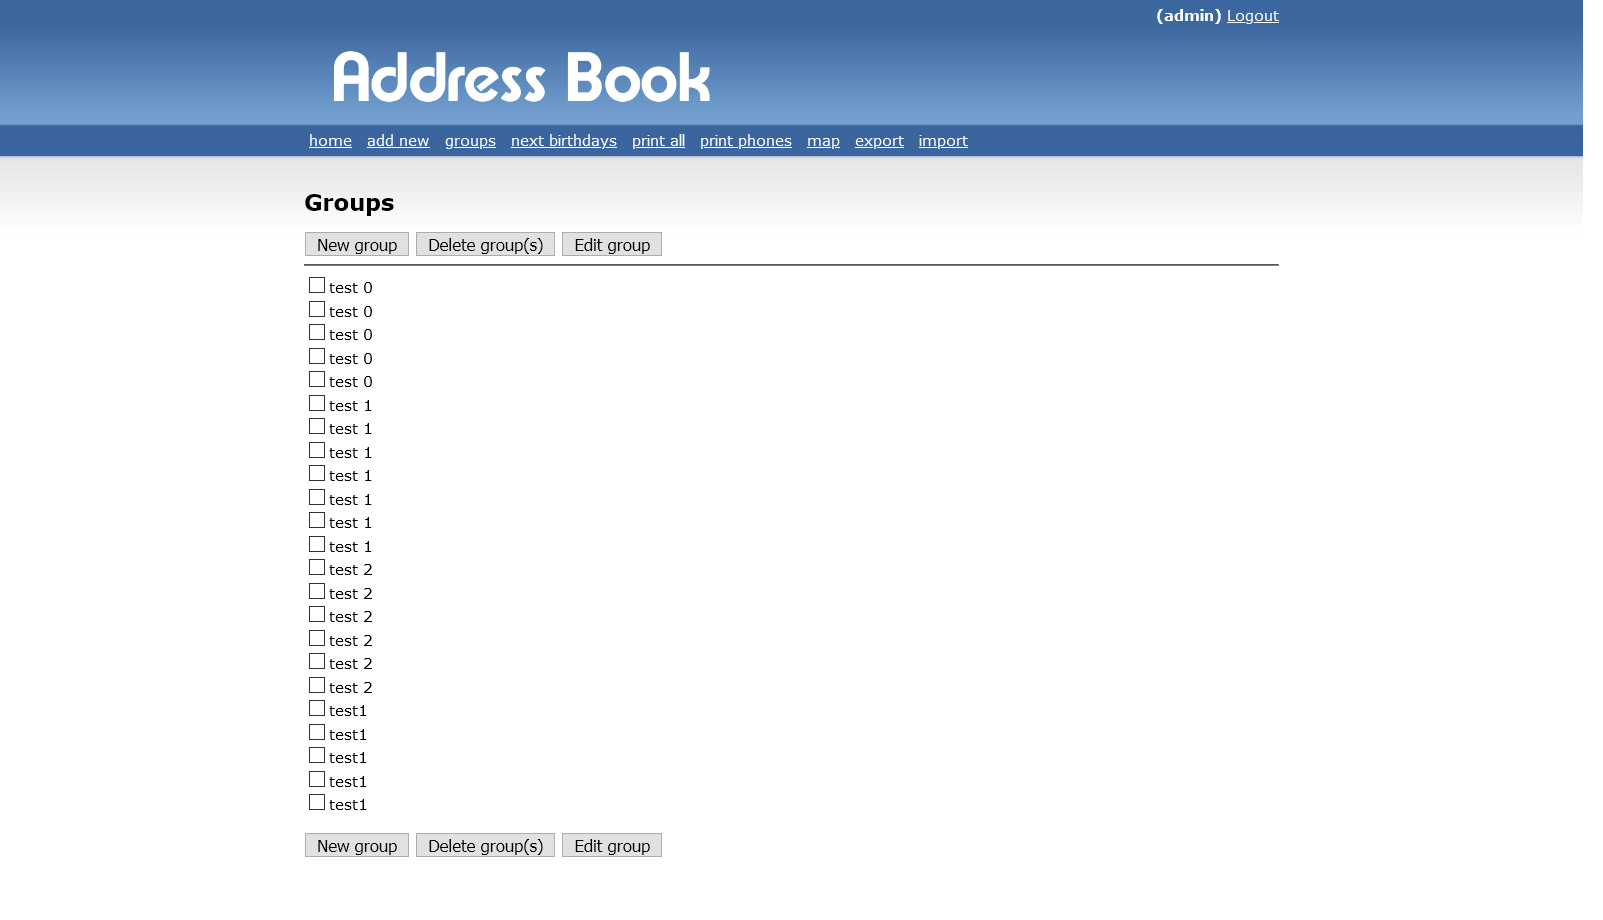 (admin) Logout
Address Book
home add new groups next birthdays print all print phones map export import
Groups
New group Delete group(s) Edit group
test 0
test 0
test 0
test 0
test 0
test 1
test 1
test 1
test 1
test 1
test 1
test 1
test 2
test 2
test 2
test 2
test 2
test 2
test1
test1
test1
test1
test1
New group Delete group(s) Edit group